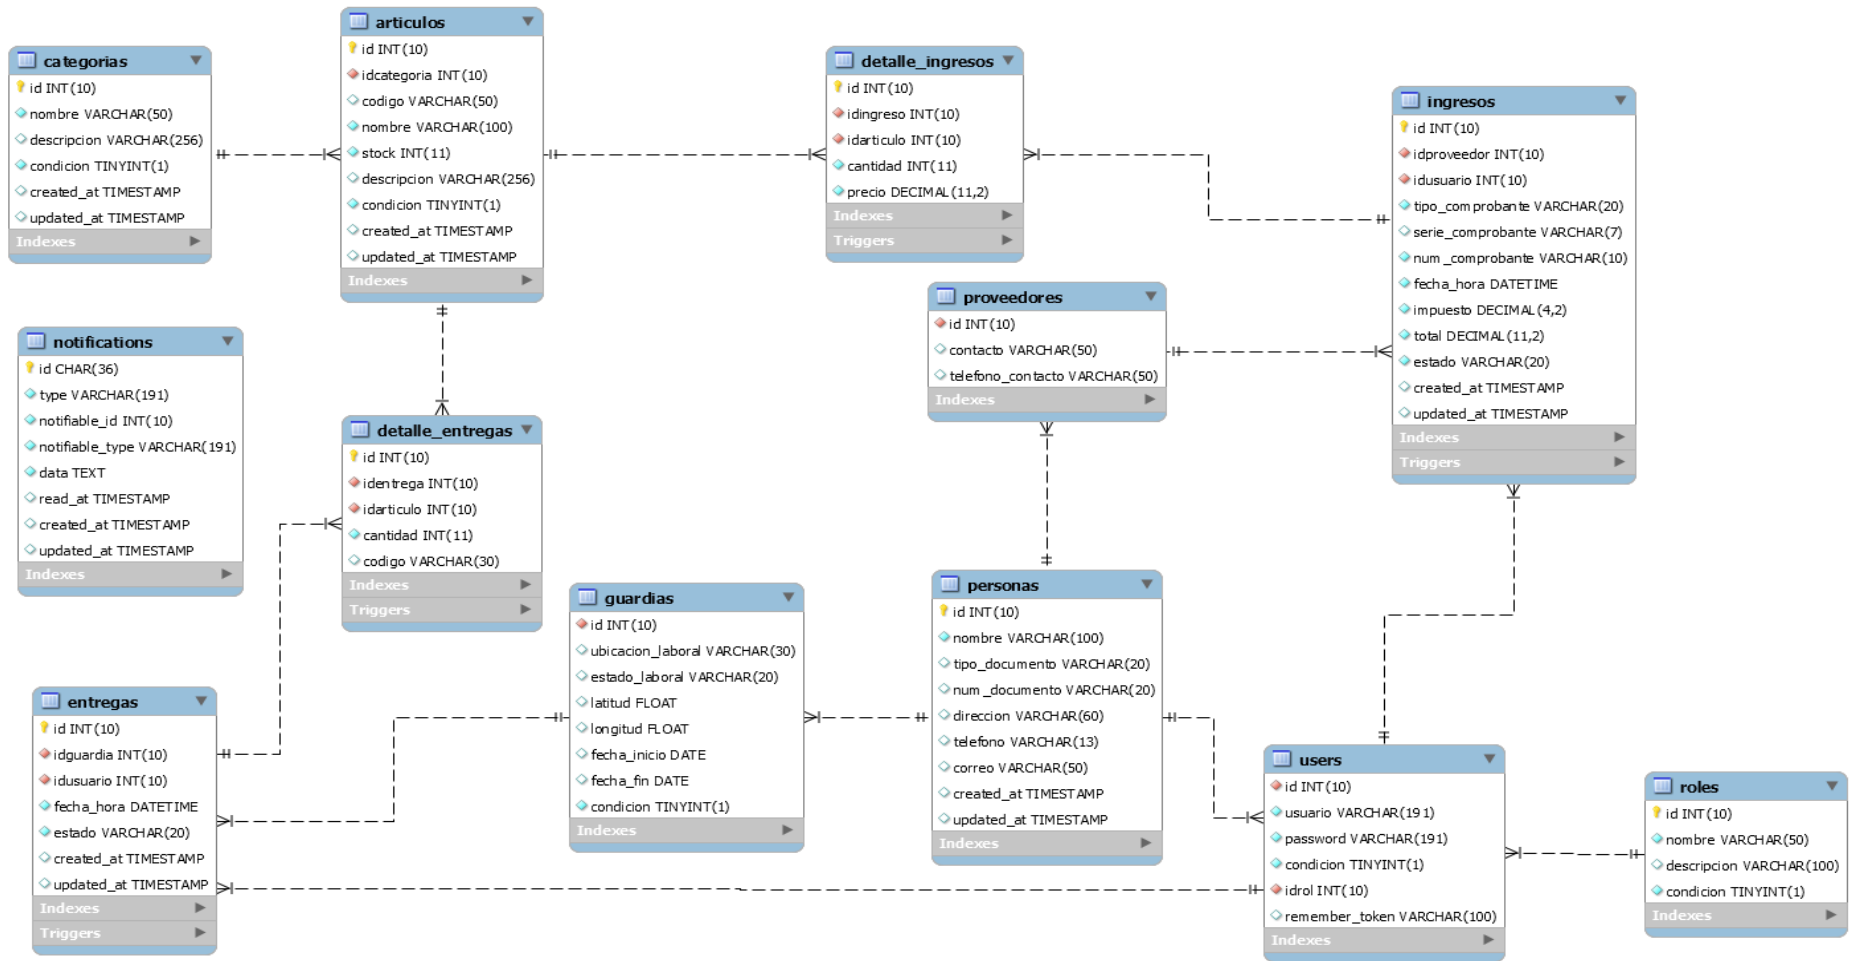 categorias
id INT(10)
nombre VARCHAR(50)
descripcion VARCHAR(256)
condicion TINYINT(1)
created_at TIMESTAMP
updated_at TIMESTAMP
Indexes
articulos
id INT(10)
idcategoria INT(10)
codigo VARCHAR(50)
nombre VARCHAR(100)
stock INT(11)
descripcion VARCHAR(256)
condicion TINYINT(1)
created_at TIMESTAMP
updated_at TIMESTAMP
Indexes
detalle_ingresos
id INT(10)
idingreso INT(10)
idarticulo INT(10)
cantidad INT(11)
precio DECIMAL(11,2)
Indexes
Triggers
ingresos
id INT(10)
idproveedor INT(10)
idusuario INT(10)
tipo_comprobante VARCHAR(20)
serie_comprobante VARCHAR(7)
num_comprobante VARCHAR(10)
fecha_hora DATETIME
impuesto DECIMAL(4,2)
total DECIMAL(11,2)
estado VARCHAR(20)
created_at TIMESTAMP
updated_at TIMESTAMP
Indexes
Triggers
proveedores
id INT(10)
contacto VARCHAR(50)
telefono_contacto VARCHAR(50)
Indexes
notifications
id CHAR(36)
type VARCHAR(191)
notifiable_id INT(10)
notifiable_type VARCHAR(191)
data TEXT
read_at TIMESTAMP
created_at TIMESTAMP
updated_at TIMESTAMP
Indexes
detalle_entregas
id INT(10)
identrega INT(10)
idarticulo INT(10)
cantidad INT(11)
codigo VARCHAR(30)
Indexes
Triggers
guardias
id INT(10)
ubicacion_laboral VARCHAR(30)
estado_laboral VARCHAR(20)
latitud FLOAT
longitud FLOAT
fecha_inicio DATE
fecha_fin DATE
condicion TINYINT(1)
Indexes
personas
id INT(10)
nombre VARCHAR(100)
tipo_documento VARCHAR(20)
num_documento VARCHAR(20)
direccion VARCHAR(60)
telefono VARCHAR(13)
correo VARCHAR(50)
created_at TIMESTAMP
updated_at TIMESTAMP
Indexes
entregas
id INT(10)
idguardia INT(10)
idusuario INT(10)
fecha_hora DATETIME
estado VARCHAR(20)
created_at TIMESTAMP
updated_at TIMESTAMP
Indexes
Triggers
users
id INT(10)
usuario VARCHAR(191)
password VARCHAR(191)
condicion TINYINT(1)
idrol INT(10)
remember_token VARCHAR(100)
Indexes
roles
id INT(10)
nombre VARCHAR(50)
descripcion VARCHAR(100)
condicion TINYINT(1)
Indexes